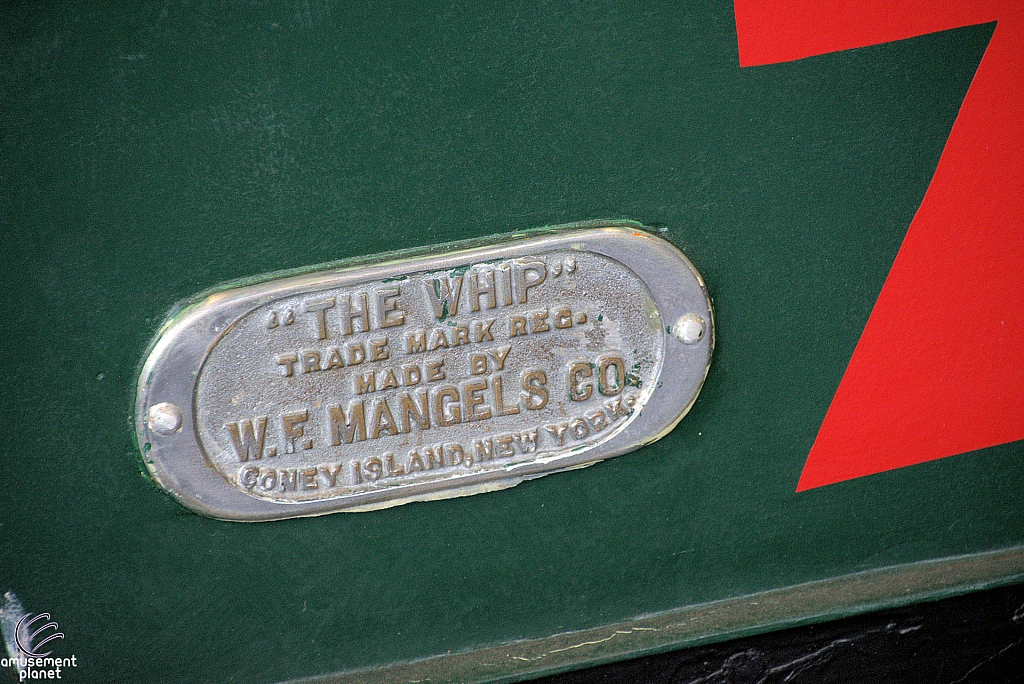 "THE WHIP"
TRADE MARK REG.
MADE BY
W.F. MANGELS CO.
CONEY ISLAND, NEW YORK.
amusement
planet